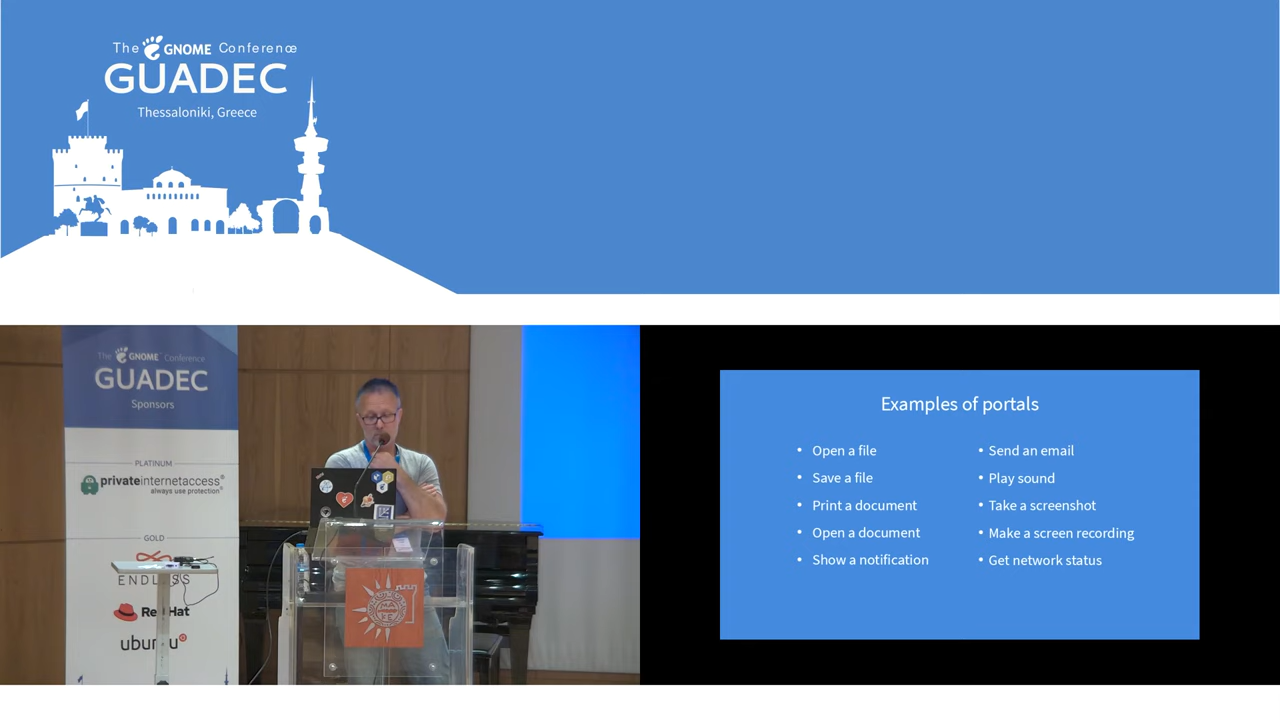 The GNOME Conference
GUADEC
Thessaloniki, Greece
The GNOME Conference
GUADEC
Sponsors
PLATINUM
privateinternetaccess®
always use protection®
GOLD
ENDLESS
Red Hat
ubuntu®
Examples of portals
• Open a file
• Save a file
• Print a document
• Open a document
• Show a notification
• Send an email
• Play sound
• Take a screenshot
• Make a screen recording
• Get network status